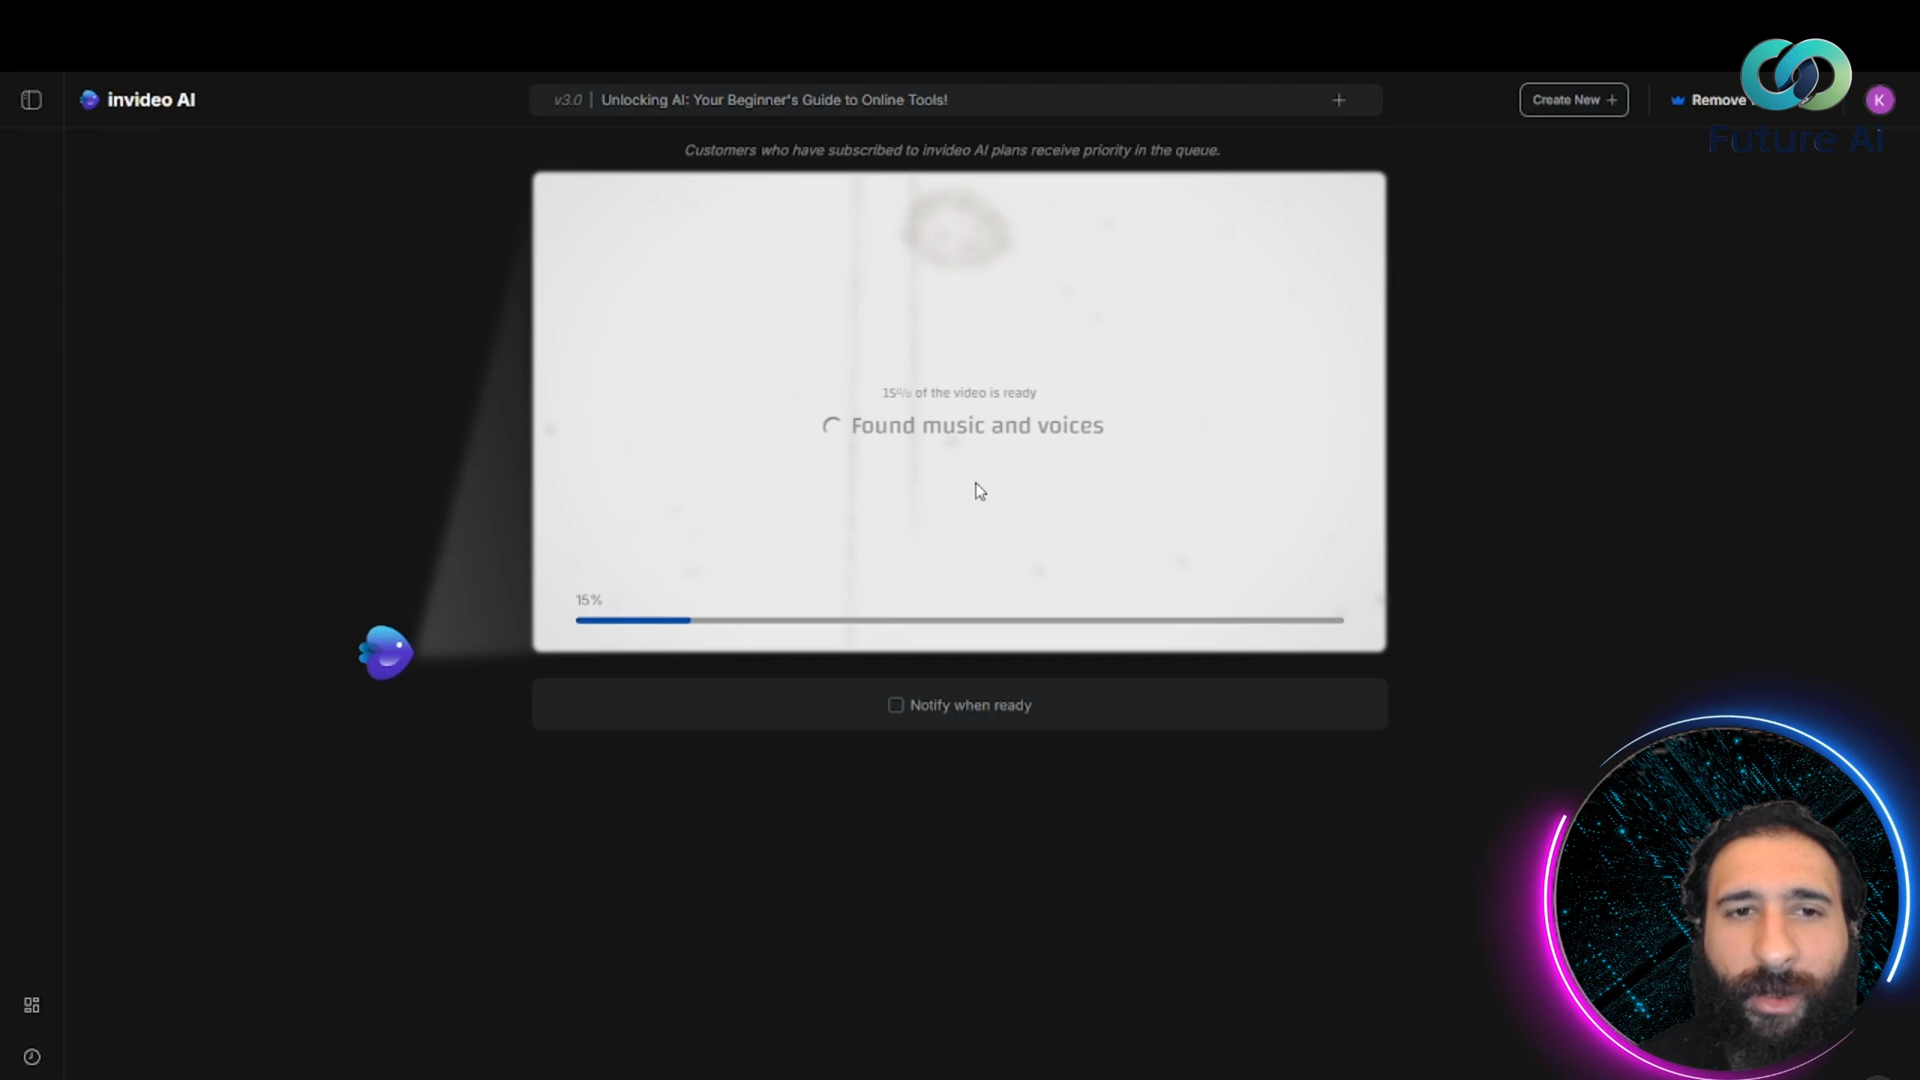 invideo AI
v3.0 | Unlocking AI: Your Beginner's Guide to Online Tools! +
Create New +
Remove
K
Future AI
Customers who have subscribed to invideo AI plans receive priority in the queue.
15% of the video is ready
Found music and voices
15%
Notify when ready